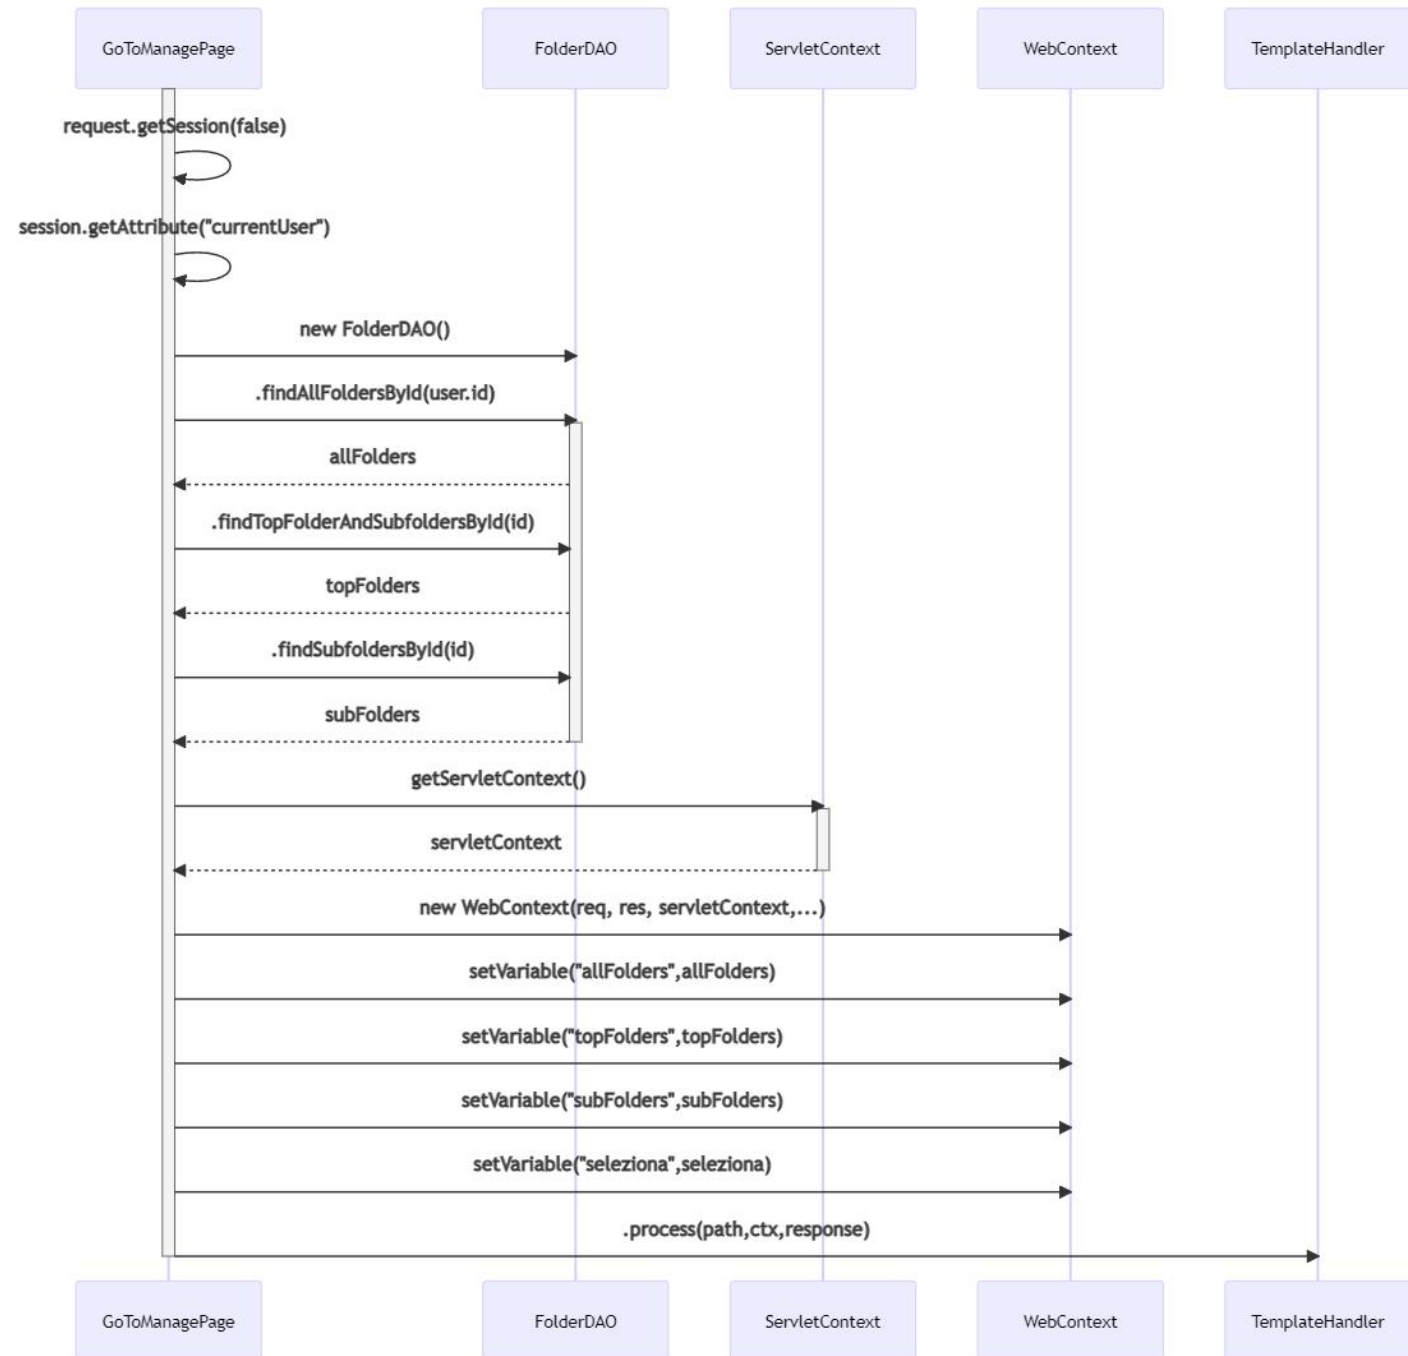 GoToManagePage FolderDAO ServletContext WebContext TemplateHandler
request.getSession(false)
session.getAttribute("currentUser")
new FolderDAO()
.findAllFoldersById(user.id)
allFolders
.findTopFolderAndSubfoldersById(id)
topFolders
.findSubfoldersById(id)
subFolders
getServletContext()
servletContext
new WebContext(req, res, servletContext,...)
setVariable("allFolders",allFolders)
setVariable("topFolders",topFolders)
setVariable("subFolders",subFolders)
setVariable("seleziona",seleziona)
.process(path,ctx,response)
GoToManagePage FolderDAO ServletContext WebContext TemplateHandler